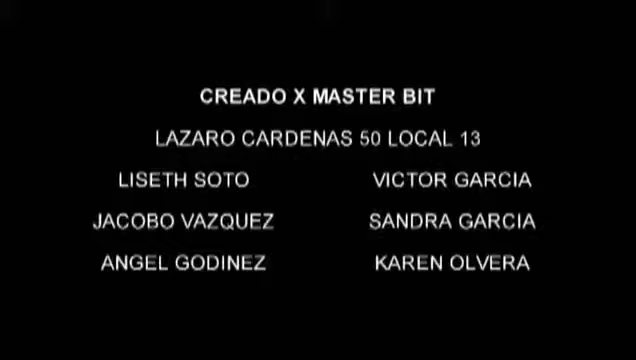 CREADO X MASTER BIT
LAZARO CARDENAS 50 LOCAL 13
LISETH SOTO VICTOR GARCIA
JACOBO VAZQUEZ SANDRA GARCIA
ANGEL GODINEZ KAREN OLVERA